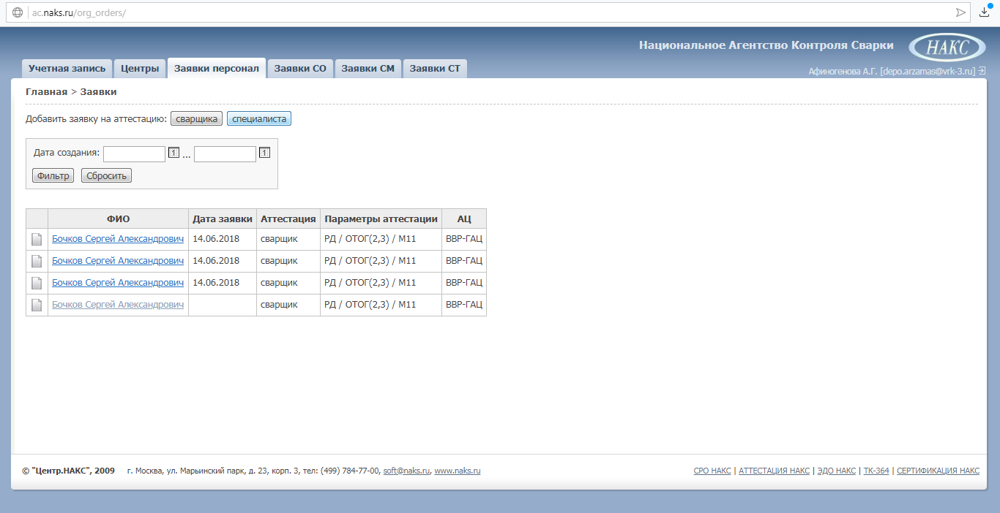 ac.naks.ru/org_orders/
Национальное Агентство Контроля Сварки
НАКС
Учетная запись Центры Заявки персонал Заявки СО Заявки СМ Заявки СТ
Афиногенова А.Г. [depo.arzamas@vrk-3.ru]
Главная > Заявки
Добавить заявку на аттестацию: сварщика специалиста
Дата создания: 1 ... 1
Фильтр Сбросить
ФИО Дата заявки Аттестация Параметры аттестации АЦ
Бочков Сергей Александрович 14.06.2018 сварщик РД / ОТОГ(2,3) / М11 ВВР-ГАЦ
Бочков Сергей Александрович 14.06.2018 сварщик РД / ОТОГ(2,3) / М11 ВВР-ГАЦ
Бочков Сергей Александрович 14.06.2018 сварщик РД / ОТОГ(2,3) / М11 ВВР-ГАЦ
Бочков Сергей Александрович сварщик РД / ОТОГ(2,3) / М11 ВВР-ГАЦ
© "Центр.НАКС", 2009 г. Москва, ул. Марьинский парк, д. 23, корп. 3, тел: (499) 784-77-00, soft@naks.ru, www.naks.ru
СРО НАКС | АТТЕСТАЦИЯ НАКС | ЭДО НАКС | ТК-364 | СЕРТИФИКАЦИЯ НАКС